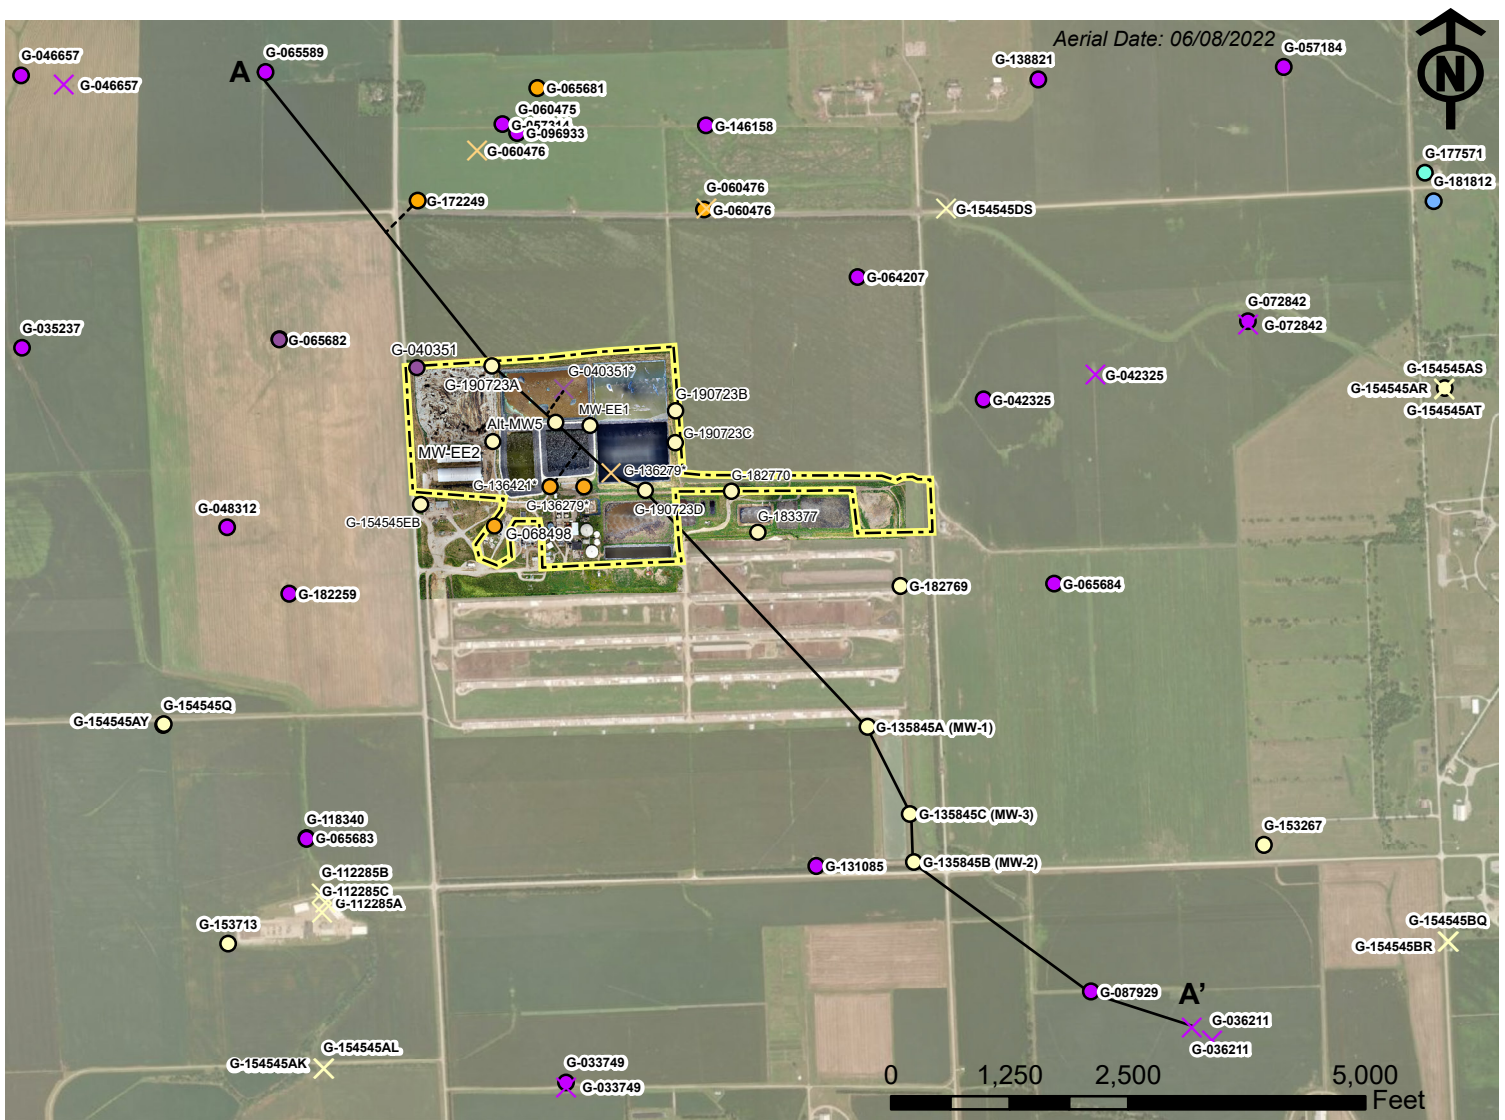 Aerial Date: 06/08/2022
N
G-046657
G-046657
A
G-065589
G-065681
G-060475
G-057314
G-096933
G-060476
G-146158
G-138821
G-057184
G-177571
G-181812
G-172249
G-060476
G-060476
G-154545DS
G-064207
G-072842
G-072842
G-035237
G-065682
G-040351
G-190723A
G-040351*
G-190723B
G-042325
G-042325
G-154545AS
G-154545AR
G-154545AT
MW-EE1
Alt-MW5
G-190723C
MW-EE2
G-136279*
G-182770
G-136421*
G-136279*
G-190723D
G-183377
G-154545EB
G-068498
G-048312
G-182259
G-182769
G-065684
G-154545Q
G-154545AY
G-135845A (MW-1)
G-135845C (MW-3)
G-135845B (MW-2)
G-153267
G-118340
G-065683
G-131085
G-112285B
G-112285C
G-112285A
G-153713
G-154545BQ
G-154545BR
G-087929
A’
G-036211
G-036211
G-154545AL
G-154545AK
G-033749
G-033749
0 1,250 2,500 5,000
Feet